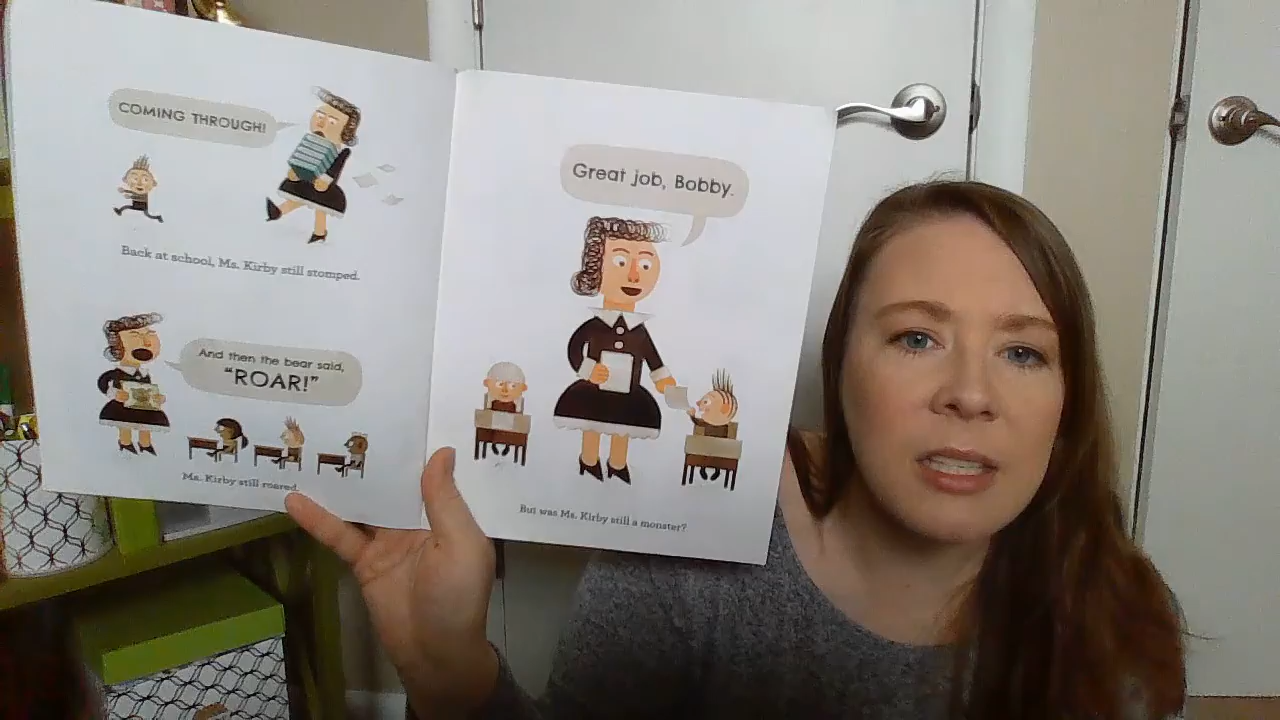 COMING THROUGH!
Back at school, Ms. Kirby still stomped.
And then the bear said,
"ROAR!"
Ms. Kirby still roared.
Great job, Bobby.
But was Ms. Kirby still a monster?